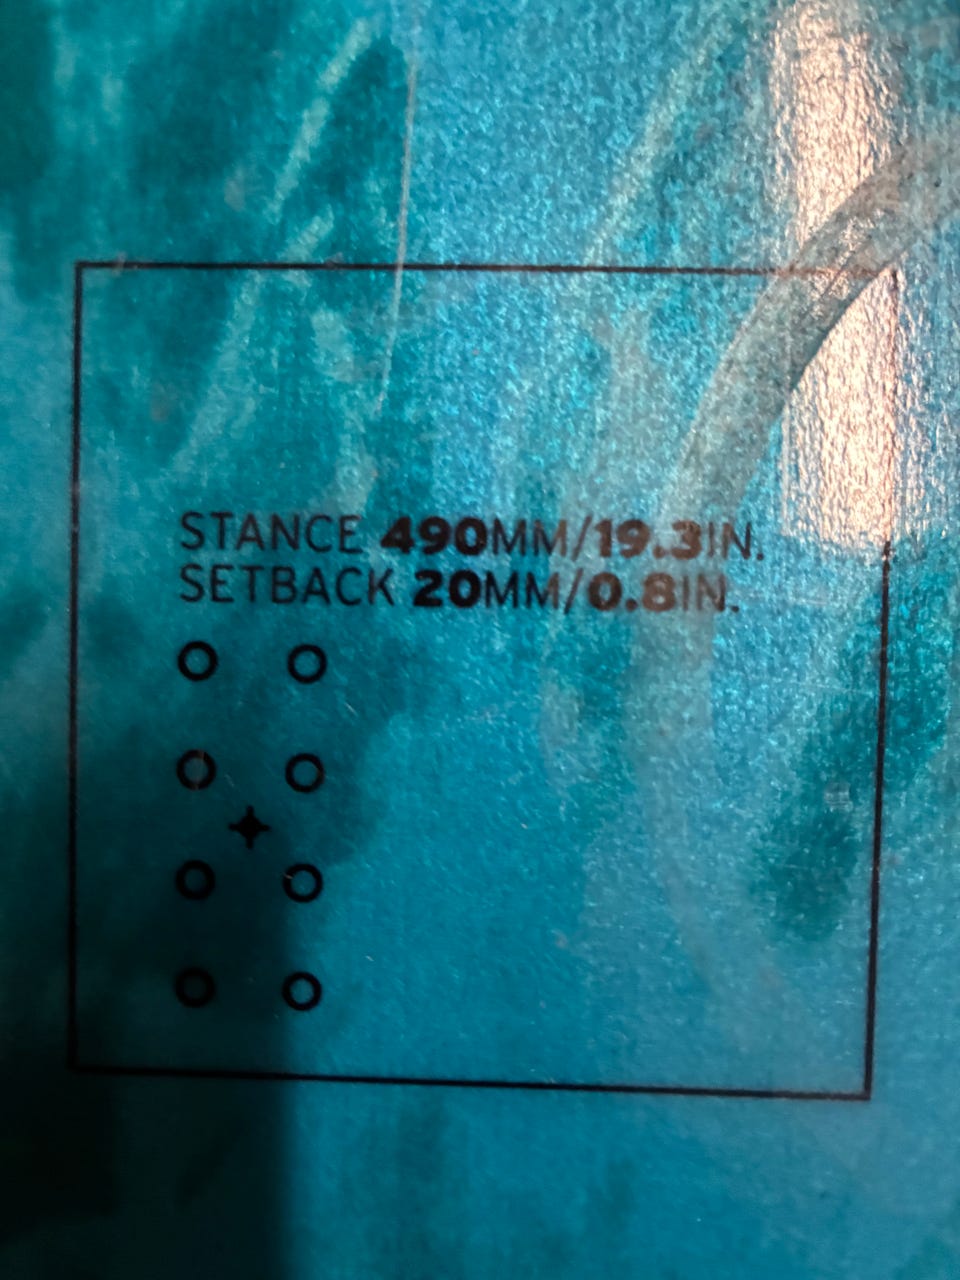 STANCE 490MM/19.3IN.
SETBACK 20MM/0.8IN.